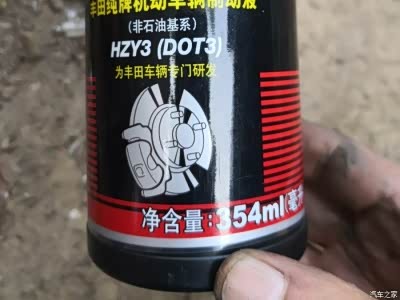 丰田纯牌机动车辆制动液
(非石油基系)
HZY3 (DOT3)
为丰田车辆专门研发
净含量:354ml(毫
汽车之家